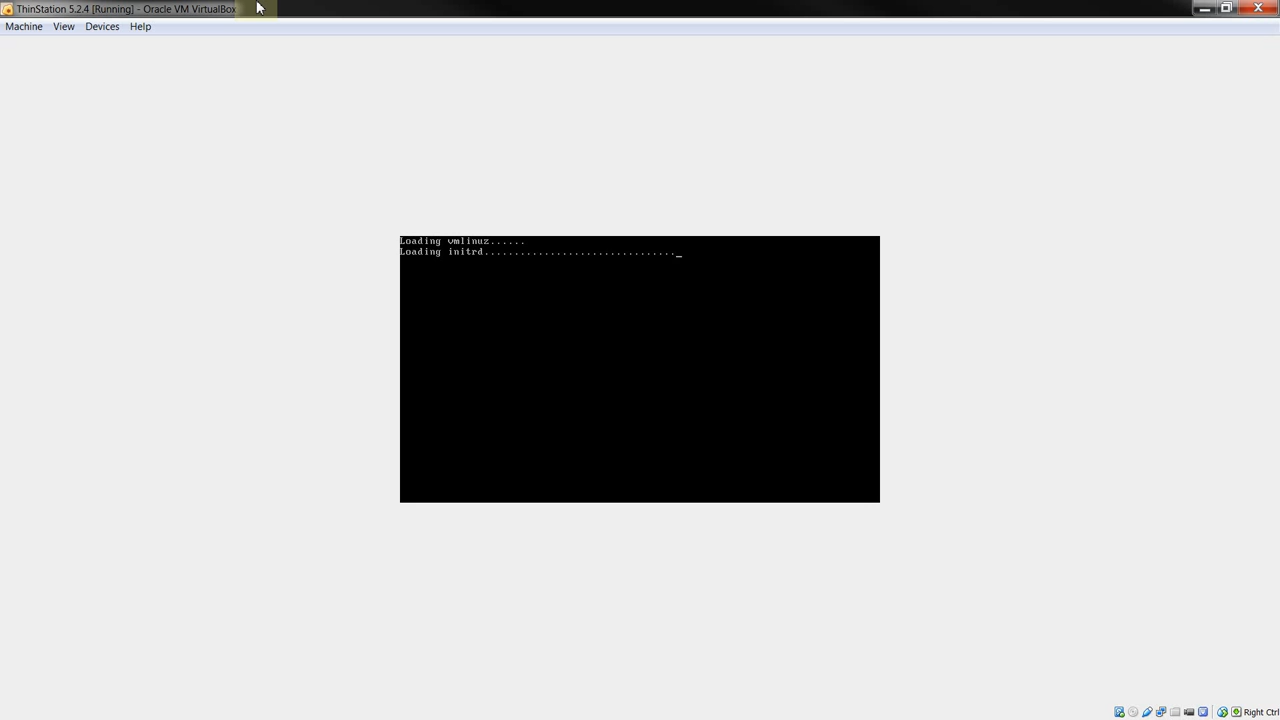 ThinStation 5.2.4 [Running] - Oracle VM VirtualBox
Machine View Devices Help
Loading vmlinuz......
Loading initrd................................_
Right Ctrl